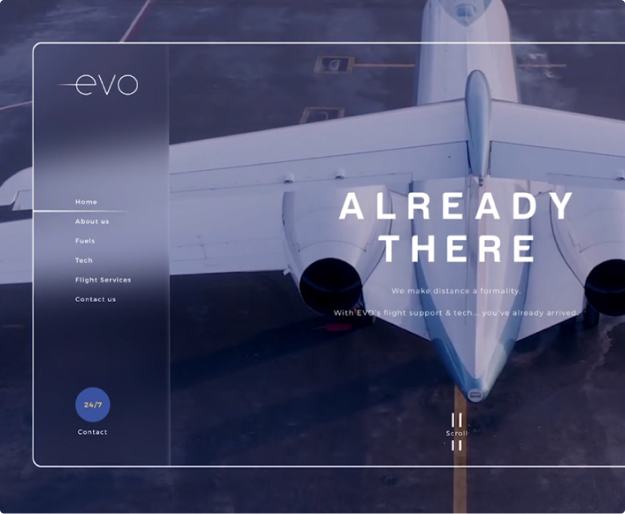 evo
Home
About us
Fuels
Tech
Flight Services
Contact us
24/7
Contact
ALREADY
THERE
We make distance a formality.
With EVO's flight support & tech... you've already arrived.
Scroll